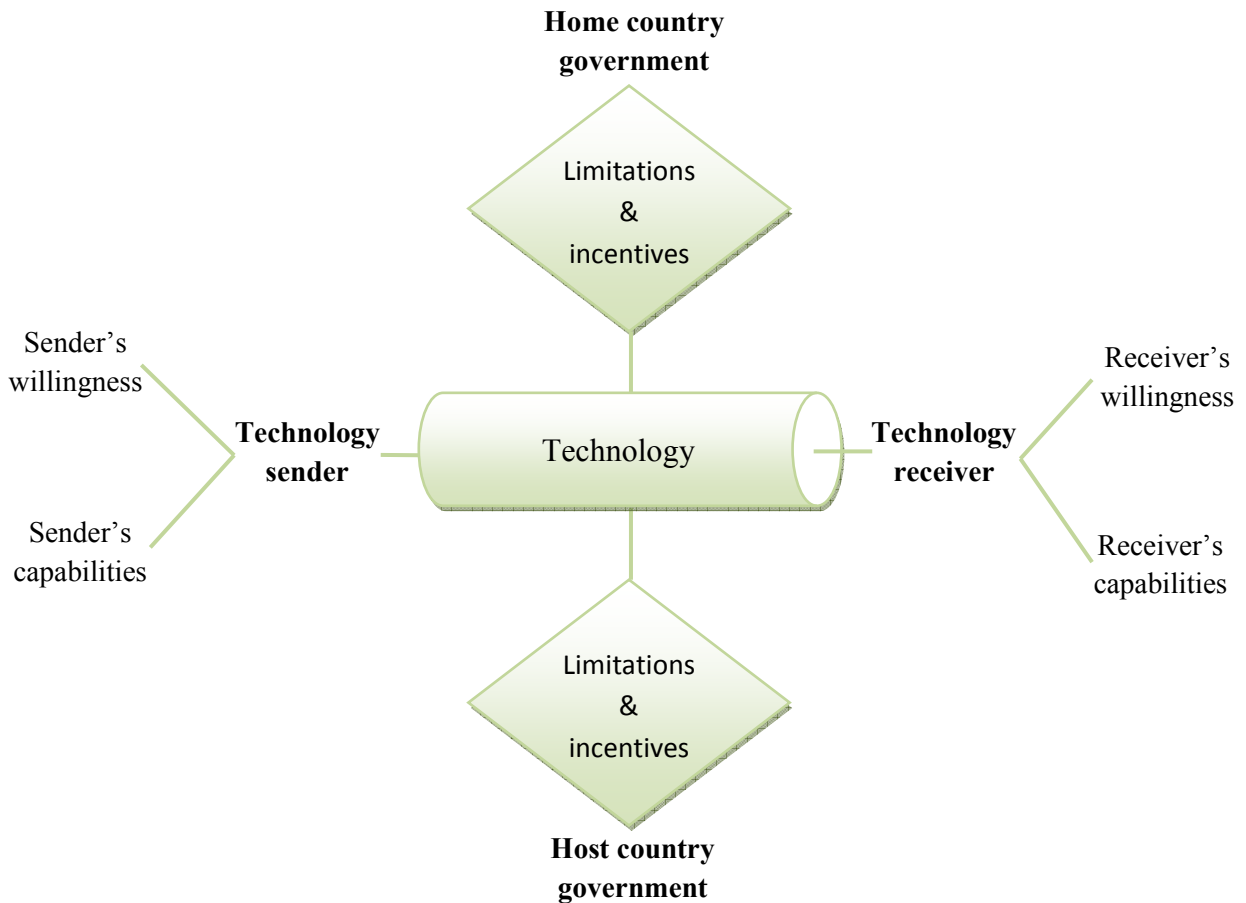 Home country
government
Limitations
&
incentives
Sender’s
willingness
Receiver’s
willingness
Technology
sender
Technology
Technology
receiver
Sender’s
capabilities
Receiver’s
capabilities
Limitations
&
incentives
Host country
government